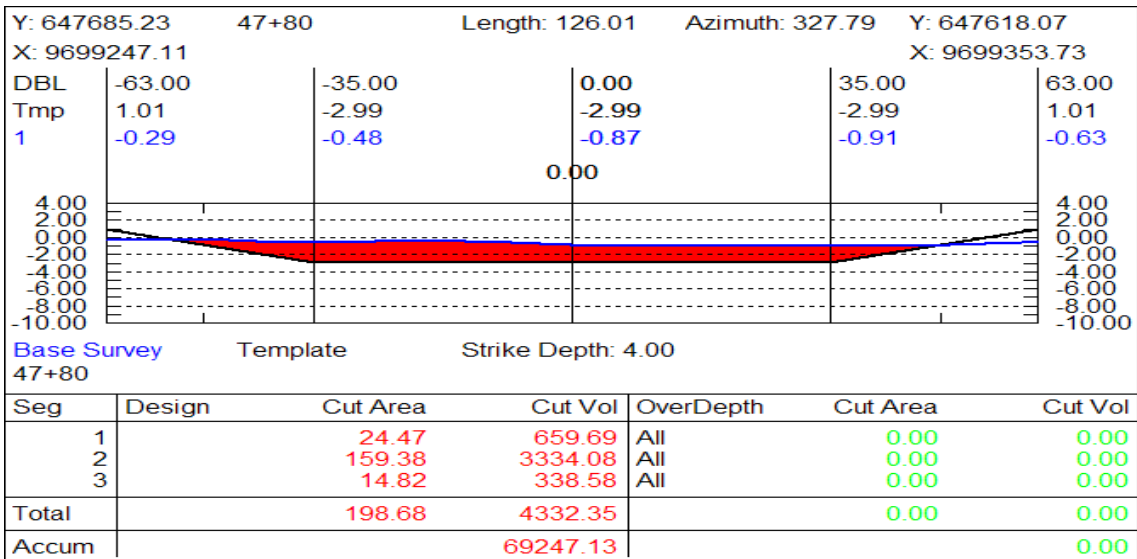 Y: 647685.23 47+80 Length: 126.01 Azimuth: 327.79 Y: 647618.07
X: 9699247.11 X: 9699353.73
DBL -63.00 -35.00 0.00 35.00 63.00
Tmp 1.01 -2.99 -2.99 -2.99 1.01
1 -0.29 -0.48 -0.87 -0.91 -0.63
0.00
4.00 4.00
2.00 2.00
0.00 0.00
-2.00 -2.00
-4.00 -4.00
-6.00 -6.00
-8.00 -8.00
-10.00 -10.00
Base Survey Template Strike Depth: 4.00
47+80
Seg Design Cut Area Cut Vol OverDepth Cut Area Cut Vol
1 24.47 659.69 All 0.00 0.00
2 159.38 3334.08 All 0.00 0.00
3 14.82 338.58 All 0.00 0.00
Total 198.68 4332.35 0.00 0.00
Accum 69247.13 0.00